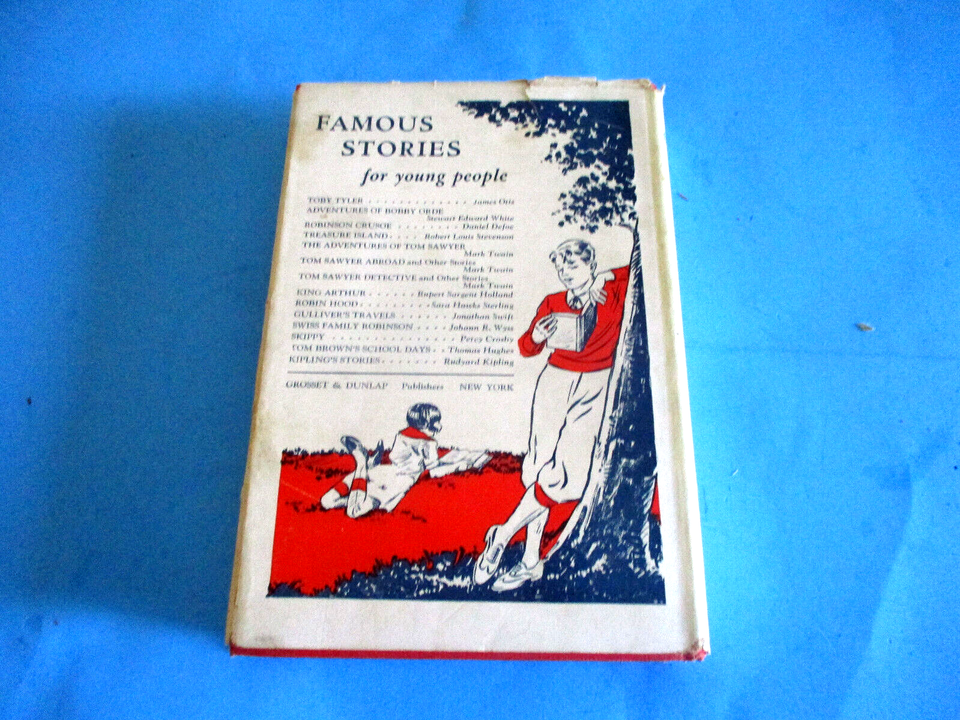 FAMOUS
STORIES
for young people
TOBY TYLER . . . . . . . . . . . . . . James Otis
ADVENTURES OF BOBBY ORDE
Stewart Edward White
ROBINSON CRUSOE . . . . . . . . Daniel Defoe
TREASURE ISLAND . . . . Robert Louis Stevenson
THE ADVENTURES OF TOM SAWYER
Mark Twain
TOM SAWYER ABROAD and Other Stories
Mark Twain
TOM SAWYER DETECTIVE and Other Stories
Mark Twain
KING ARTHUR . . . . . . Rupert Sargent Holland
ROBIN HOOD . . . . . . . . . Sara Hawks Sterling
GULLIVER'S TRAVELS . . . . . . Jonathan Swift
SWISS FAMILY ROBINSON . . . . Johann R. Wyss
SKIPPY . . . . . . . . . . . . . . . Percy Crosby
TOM BROWN'S SCHOOL DAYS . . Thomas Hughes
KIPLING'S STORIES . . . . . . . Rudyard Kipling
GROSSET & DUNLAP Publishers NEW YORK